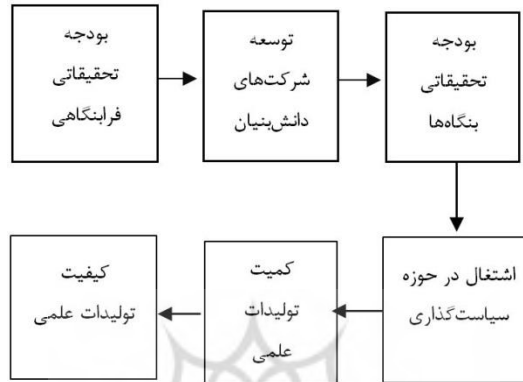 بودجه
تحقیقاتی
فرابنگاهی
توسعه
شرکت‌های
دانش‌بنیان
بودجه
تحقیقاتی
بنگاه‌ها
اشتغال در حوزه
سیاست‌گذاری
کمیت
تولیدات
علمی
کیفیت
تولیدات علمی